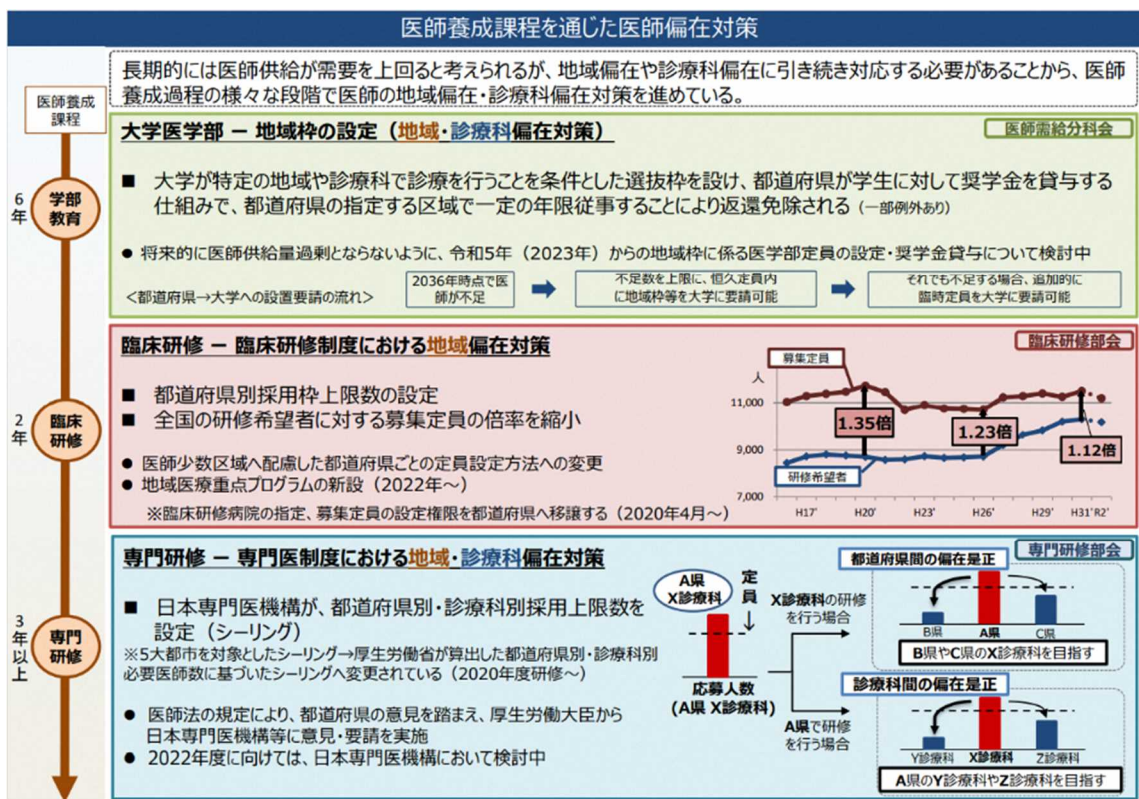 医師養成課程を通じた医師偏在対策
長期的には医師供給が需要を上回ると考えられるが、地域偏在や診療科偏在に引き続き対応する必要があることから、医師
養成過程の様々な段階で医師の地域偏在・診療科偏在対策を進めている。
医師養成
課程
6年
学部
教育
大学医学部 − 地域枠の設定（地域・診療科偏在対策）
医師需給分科会
■ 大学が特定の地域や診療科で診療を行うことを条件とした選抜枠を設け、都道府県が学生に対して奨学金を貸与する
仕組みで、都道府県の指定する区域で一定の年限従事することにより返還免除される（一部例外あり）
● 将来的に医師供給量過剰とならないように、令和5年（2023年）からの地域枠に係る医学部定員の設定・奨学金貸与について検討中
＜都道府県→大学への設置要請の流れ＞
2036年時点で医
師が不足
不足数を上限に、恒久定員内
に地域枠等を大学に要請可能
それでも不足する場合、追加的に
臨時定員を大学に要請可能
2年
臨床
研修
臨床研修 − 臨床研修制度における地域偏在対策
臨床研修部会
■ 都道府県別採用枠上限数の設定
■ 全国の研修希望者に対する募集定員の倍率を縮小
● 医師少数区域へ配慮した都道府県ごとの定員設定方法への変更
● 地域医療重点プログラムの新設（2022年～）
※臨床研修病院の指定、募集定員の設定権限を都道府県へ移譲する（2020年4月～）
人
募集定員
11,000
9,000
7,000
1.35倍
1.23倍
1.12倍
研修希望者
H17' H20' H23' H26' H29' H31' R2'
3年以上
専門
研修
専門研修 − 専門医制度における地域・診療科偏在対策
専門研修部会
■ 日本専門医機構が、都道府県別・診療科別採用上限数を
設定（シーリング）
※5大都市を対象としたシーリング→厚生労働省が算出した都道府県別・診療科別
必要医師数に基づいたシーリングへ変更されている（2020年度研修～）
● 医師法の規定により、都道府県の意見を踏まえ、厚生労働大臣から
日本専門医機構等に意見・要請を実施
● 2022年度に向けては、日本専門医機構において検討中
A県
X診療科
定員
応募人数
（A県 X診療科）
X診療科の研修
を行う場合
A県で研修
を行う場合
都道府県間の偏在是正
B県 A県 C県
B県やC県のX診療科を目指す
診療科間の偏在是正
Y診療科 X診療科 Z診療科
A県のY診療科やZ診療科を目指す